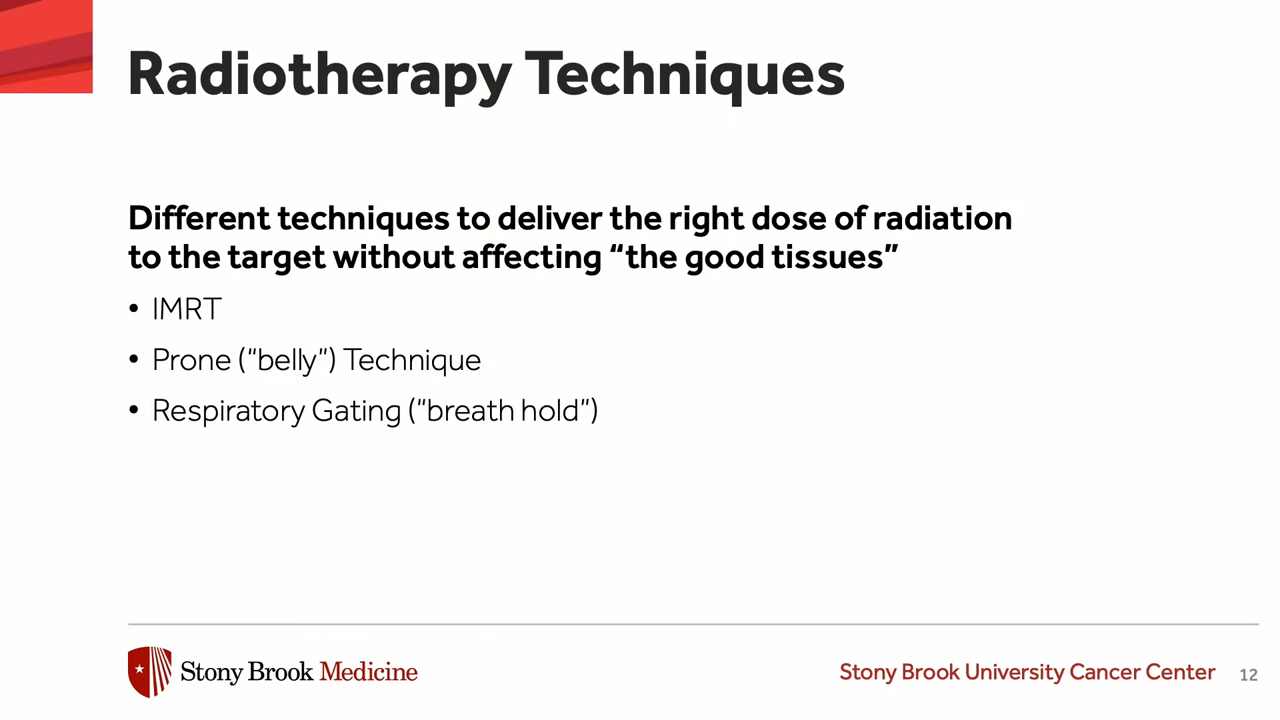 Radiotherapy Techniques
Different techniques to deliver the right dose of radiation
to the target without affecting “the good tissues”
• IMRT
• Prone (“belly”) Technique
• Respiratory Gating (“breath hold”)
Stony Brook Medicine
Stony Brook University Cancer Center 12